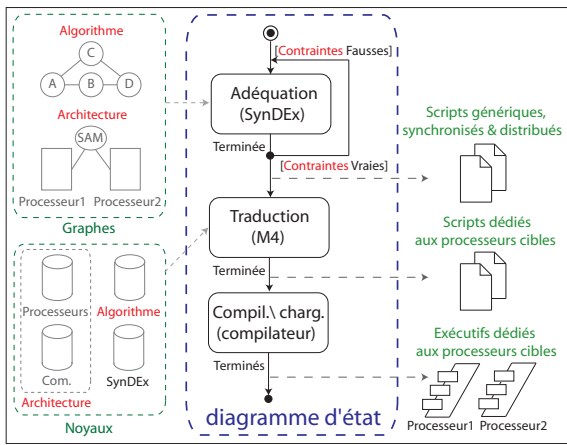 Algorithme
C
A
B
D
Architecture
SAM
Processeur1
Processeur2
Graphes
Processeurs
Algorithme
Com.
SynDEx
Architecture
Noyaux
[Contraintes Fausses]
Adéquation
(SynDEx)
Terminée
[Contraintes Vraies]
Traduction
(M4)
Terminée
Compil.\ charg.
(compilateur)
Terminés
diagramme d'état
Scripts génériques,
synchronisés & distribués
Scripts dédiés
aux processeurs cibles
Exécutifs dédiés
aux processeurs cibles
Processeur1
Processeur2